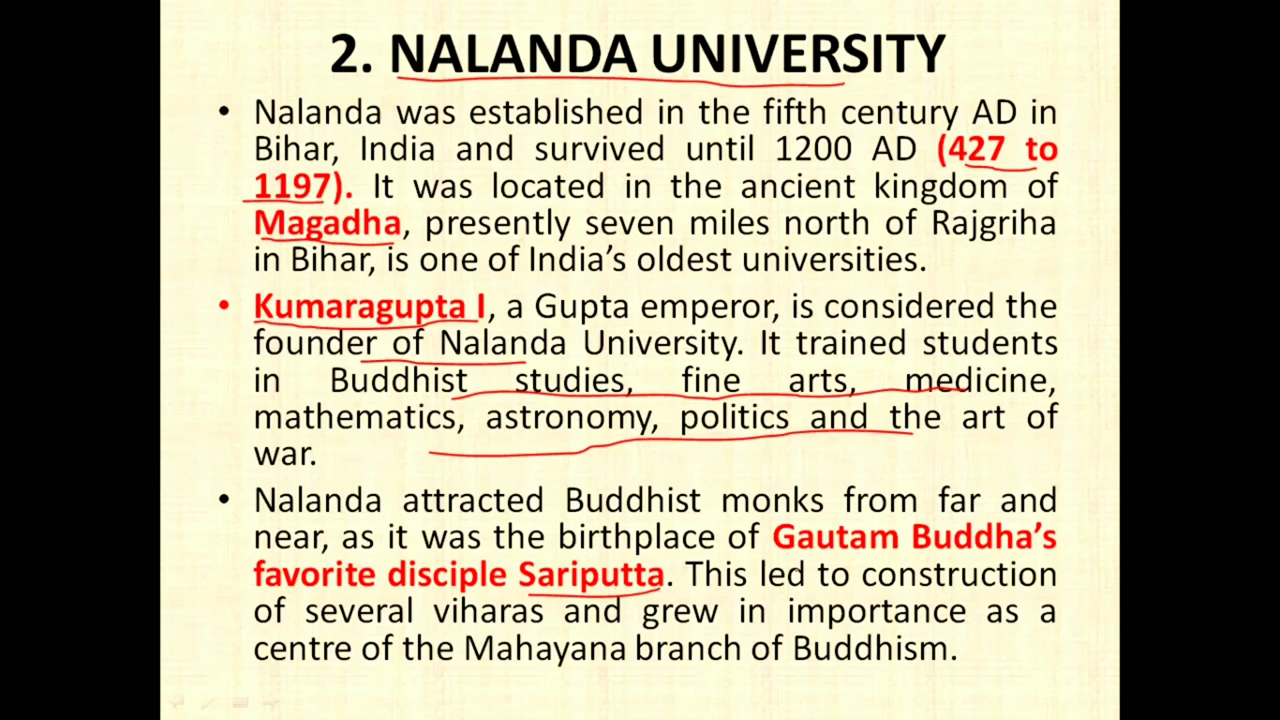 2. NALANDA UNIVERSITY
• Nalanda was established in the fifth century AD in
Bihar, India and survived until 1200 AD (427 to
1197). It was located in the ancient kingdom of
Magadha, presently seven miles north of Rajgriha
in Bihar, is one of India's oldest universities.
• Kumaragupta I, a Gupta emperor, is considered the
founder of Nalanda University. It trained students
in Buddhist studies, fine arts, medicine,
mathematics, astronomy, politics and the art of
war.
• Nalanda attracted Buddhist monks from far and
near, as it was the birthplace of Gautam Buddha's
favorite disciple Sariputta. This led to construction
of several viharas and grew in importance as a
centre of the Mahayana branch of Buddhism.